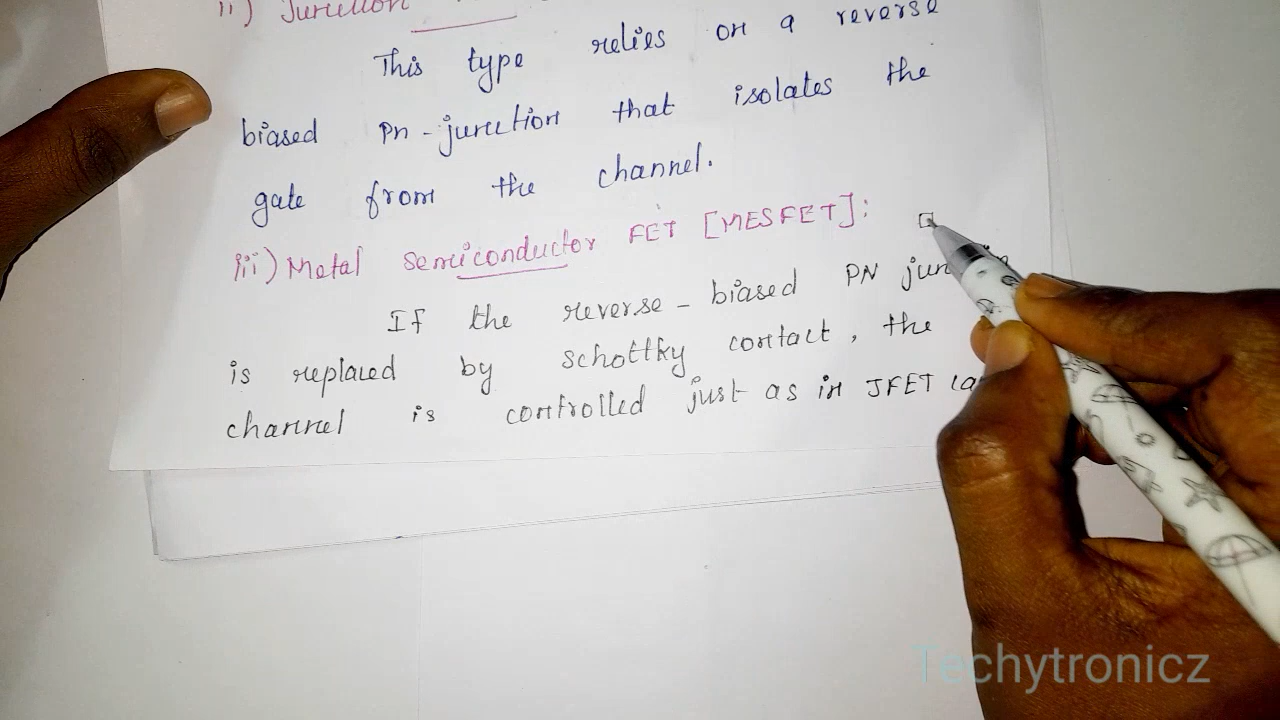 ii) Junction
This type relies on a reverse
biased Pn-junction that isolates the
gate from the channel.
iii) Metal Semiconductor FET [MESFET]:
If the reverse-biased PN
is replaced by schottky contact, the
channel is controlled just as in JFET
Techytronicz